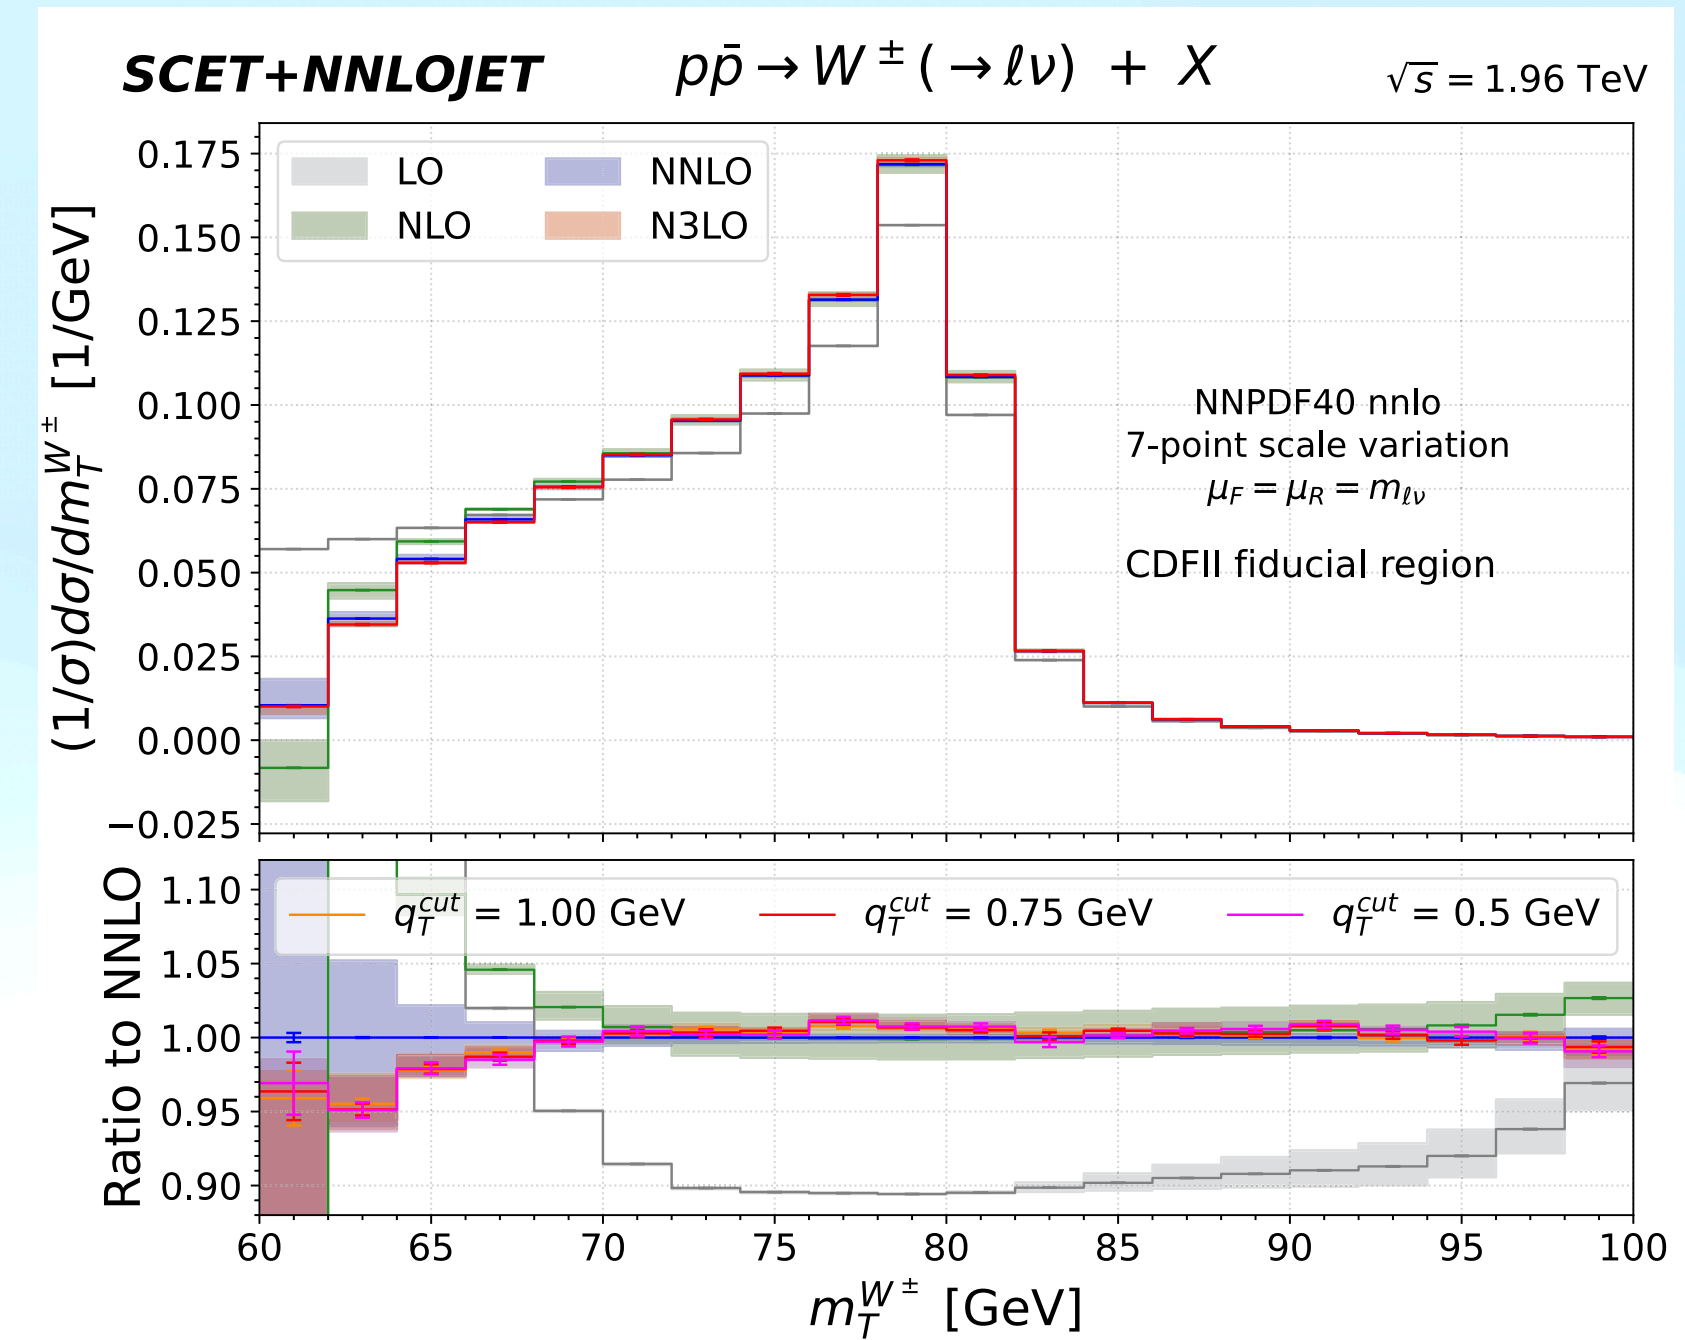 SCET+NNLOJET
pp̄ → W± (→ ℓν) + X
√s = 1.96 TeV
(1/σ)dσ/dm_T^{W±} [1/GeV]
0.175
0.150
0.125
0.100
0.075
0.050
0.025
0.000
−0.025
LO
NLO
NNLO
N3LO
NNPDF40 nnlo
7-point scale variation
μ_F = μ_R = m_{ℓν}
CDFII fiducial region
Ratio to NNLO
1.10
1.05
1.00
0.95
0.90
q_T^{cut} = 1.00 GeV
q_T^{cut} = 0.75 GeV
q_T^{cut} = 0.5 GeV
60 65 70 75 80 85 90 95 100
m_T^{W±} [GeV]